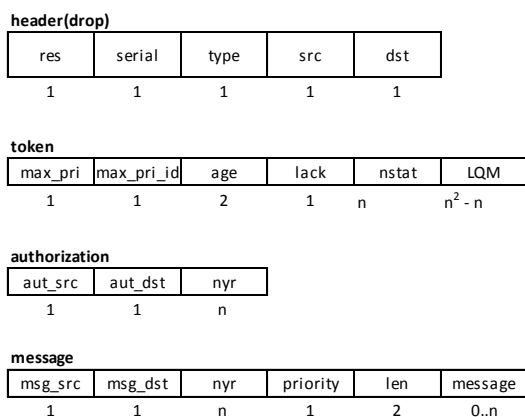 header(drop)
res serial type src dst
1 1 1 1 1
token
max_pri max_pri_id age lack nstat LQM
1 1 2 1 n n² - n
authorization
aut_src aut_dst nyr
1 1 n
message
msg_src msg_dst nyr priority len message
1 1 n 1 2 0..n